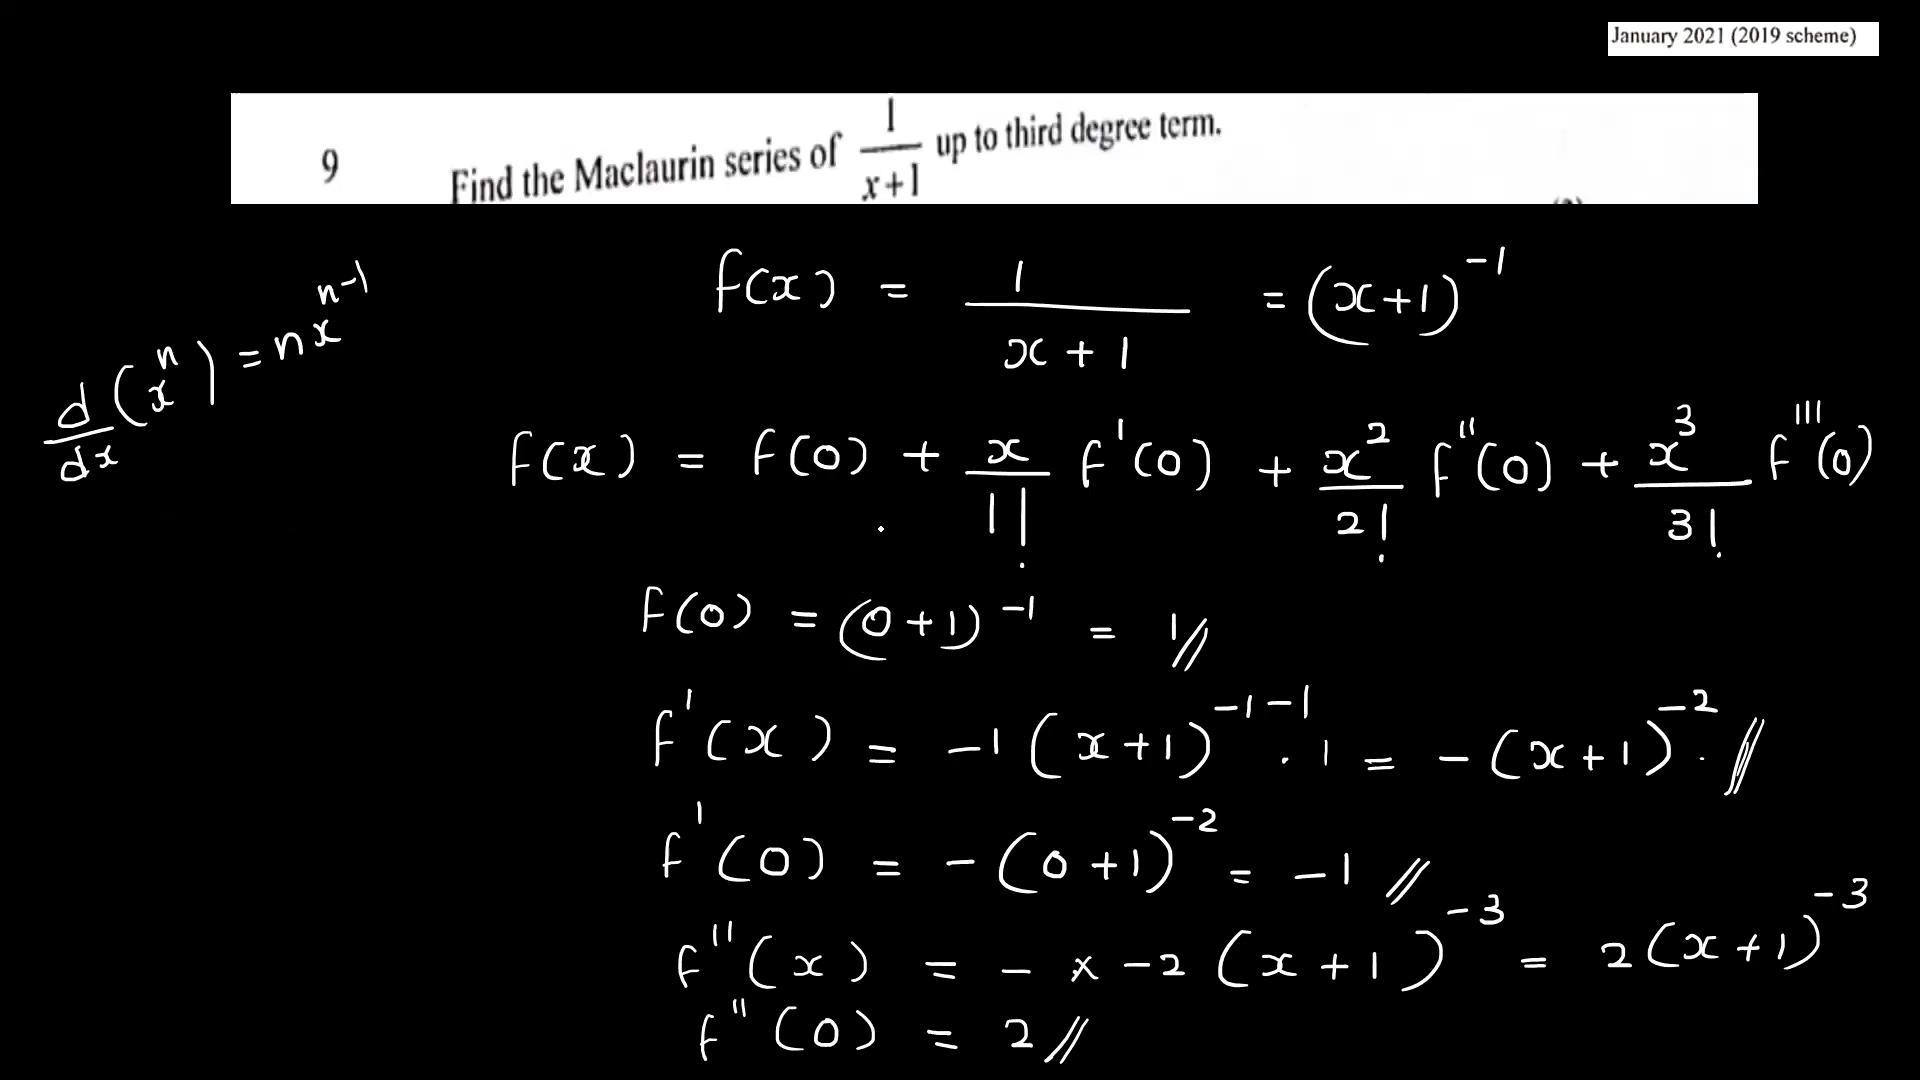 January 2021 (2019 scheme)
9 Find the Maclaurin series of 1/(x+1) up to third degree term.
f(x) = 1/(x+1) = (x+1)^-1
d/dx (x^n) = nx^(n-1)
f(x) = f(0) + x/1! f'(0) + x^2/2! f''(0) + x^3/3! f'''(0)
f(0) = (0+1)^-1 = 1//
f'(x) = -1(x+1)^(-1-1) . 1 = -(x+1)^-2 . //
f'(0) = -(0+1)^-2 = -1 //
f''(x) = - x -2 (x+1)^-3 = 2(x+1)^-3
f''(0) = 2 //